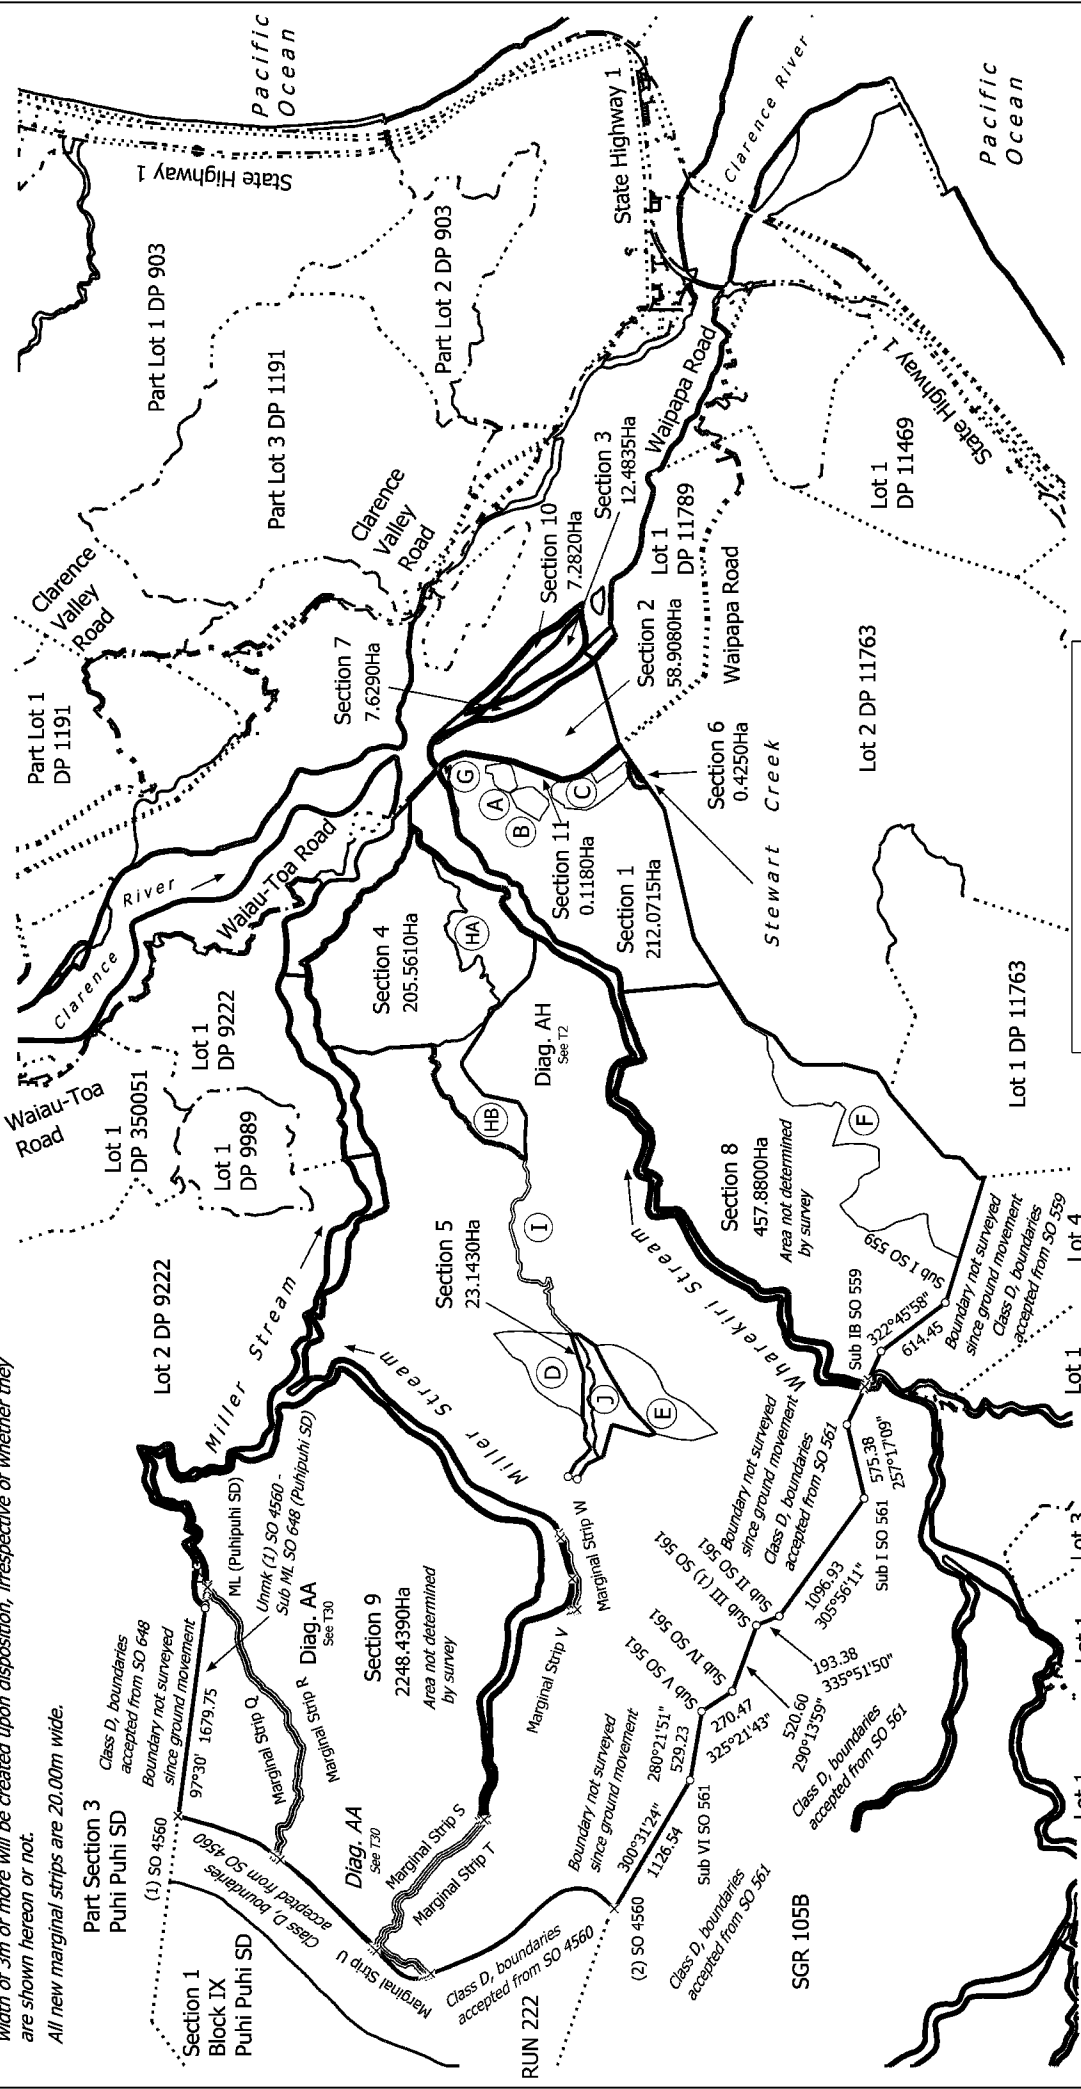 width of 3m or more will be created upon disposition, irrespective of whether they
are shown hereon or not.
All new marginal strips are 20.00m wide.
Part Section 3
Puhi Puhi SD
(1) SO 4560
Section 1
Block IX
Puhi Puhi SD
Class D, boundaries
accepted from SO 648
Boundary not surveyed
since ground movement
97°30' 1679.75
ML (Puhipuhi SD)
Unmk (1) SO 4560 -
Sub ML SO 648 (Puhipuhi SD)
Class D, boundaries
accepted from SO 4560
Marginal Strip Q
Marginal Strip R
Diag. AA
See T30
Diag. AA
See T30
Section 9
2248.4390Ha
Area not determined
by survey
Marginal Strip S
Marginal Strip T
Marginal Strip U
Marginal Strip V
Marginal Strip W
Class D, boundaries
accepted from SO 4560
RUN 222
(2) SO 4560
Boundary not surveyed
since ground movement
300°31'24"
1126.54
Sub VI SO 561
Class D, boundaries
accepted from SO 561
280°21'51"
529.23
Sub V SO 561
270.47
325°21'43"
Sub IV SO 561
520.60
290°13'59"
Sub III (1) SO 561
193.38
335°51'50"
Sub II SO 561
Class D, boundaries
accepted from SO 561
1096.93
305°56'11"
Boundary not surveyed
since ground movement
Class D, boundaries
accepted from SO 561
Sub I SO 561
575.38
257°17'09"
Sub IB SO 559
322°45'58"
614.45
Sub I SO 559
Boundary not surveyed
since ground movement
Class D, boundaries
accepted from SO 559
SGR 105B
Lot 1
Lot 1
Lot 3
Lot 1
Lot 4
Lot 2 DP 9222
Miller Stream
Miller Stream
Wharekiri Stream
Section 5
23.1430Ha
D
J
E
I
HB
HA
Diag. AH
See T2
Section 8
457.8800Ha
Area not determined
by survey
F
Lot 1 DP 11763
Lot 1
DP 350051
Lot 1
DP 9989
Lot 1
DP 9222
Waiau-Toa
Road
Clarence River
Waiau-Toa Road
Section 4
205.5610Ha
Section 1
212.0715Ha
Section 11
0.1180Ha
G
A
B
C
Stewart Creek
Section 6
0.4250Ha
Section 2
58.9080Ha
Waipapa Road
Lot 2 DP 11763
Section 7
7.6290Ha
Section 10
7.2820Ha
Section 3
12.4835Ha
Part Lot 1
DP 1191
Clarence
Valley
Road
Clarence
Valley
Road
Part Lot 3 DP 1191
Part Lot 1 DP 903
Part Lot 2 DP 903
Lot 1
DP 11789
Waipapa Road
Lot 1
DP 11469
State Highway 1
State Highway 1
State Highway 1
Clarence River
Pacific
Ocean
Pacific
Ocean